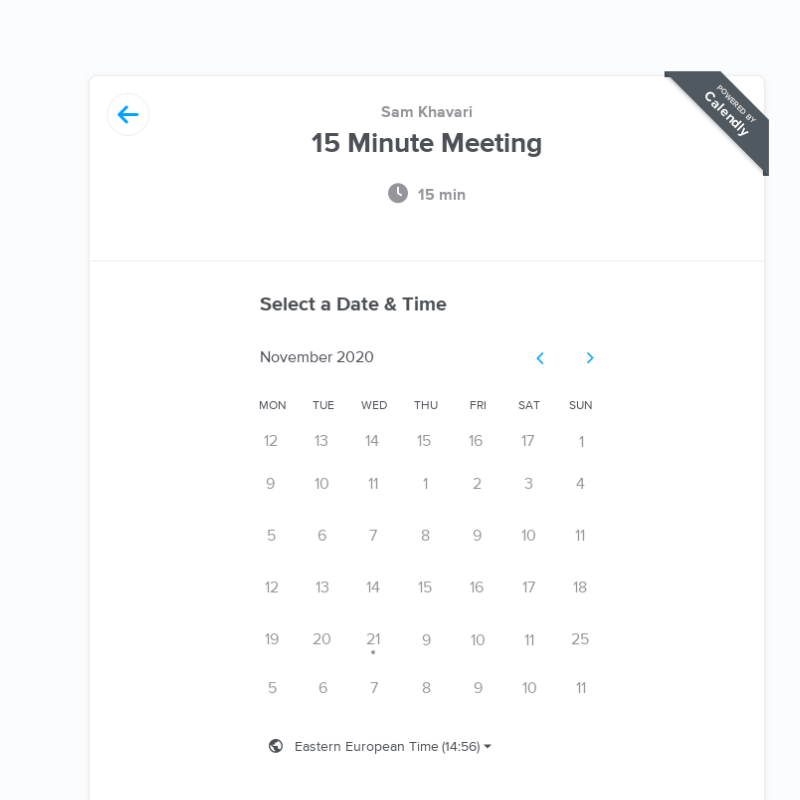 POWERED BY
Calendly
Sam Khavari
15 Minute Meeting
15 min
Select a Date & Time
November 2020
MON TUE WED THU FRI SAT SUN
12 13 14 15 16 17 1
9 10 11 1 2 3 4
5 6 7 8 9 10 11
12 13 14 15 16 17 18
19 20 21 9 10 11 25
5 6 7 8 9 10 11
Eastern European Time (14:56)